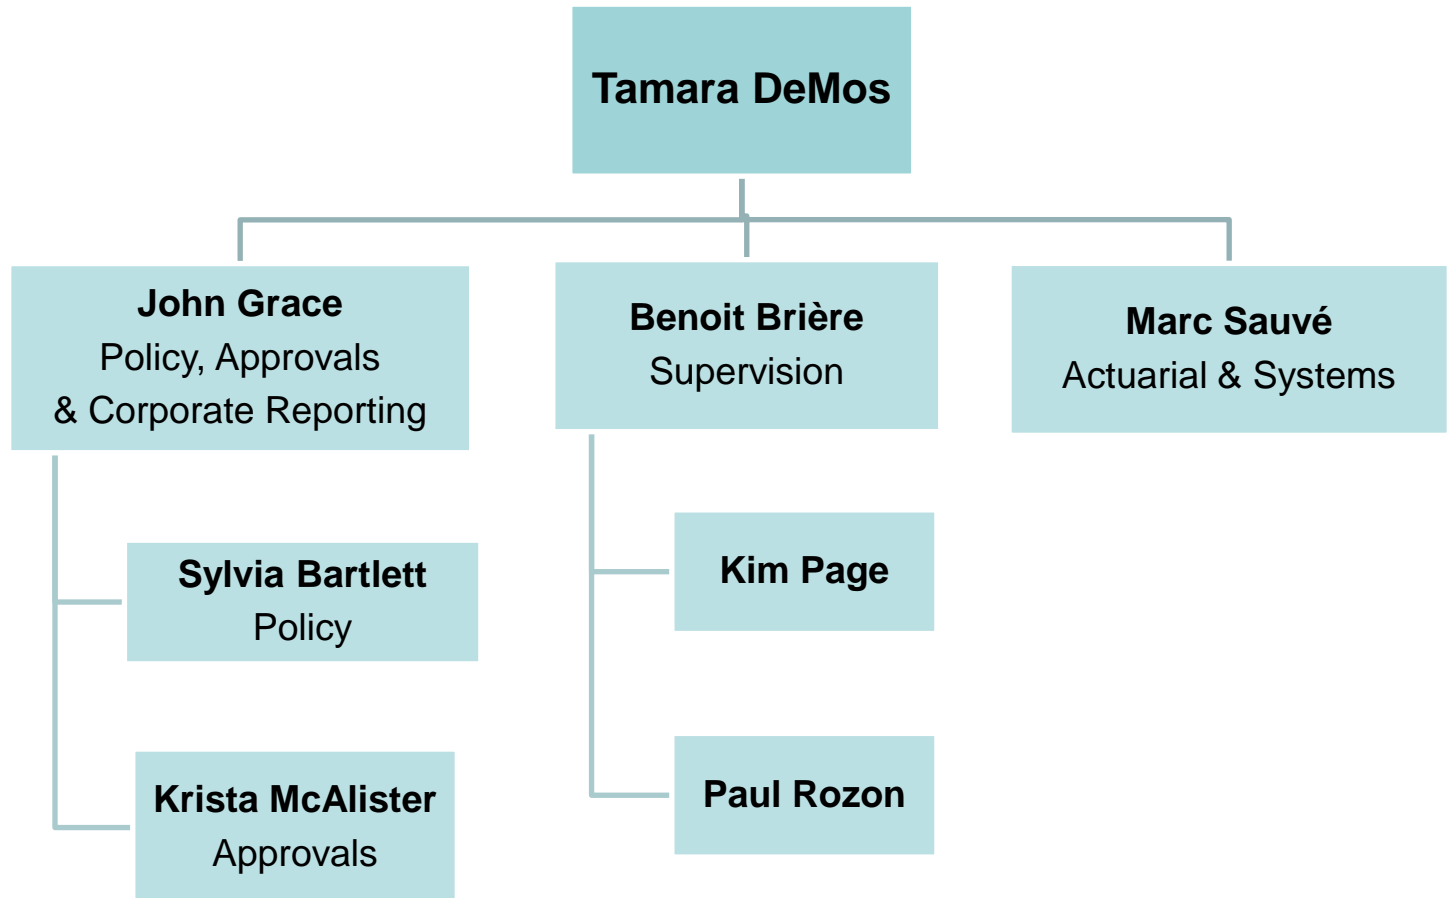 Tamara DeMos
John Grace
Policy, Approvals
& Corporate Reporting
Benoit Brière
Supervision
Marc Sauvé
Actuarial & Systems
Sylvia Bartlett
Policy
Krista McAlister
Approvals
Kim Page
Paul Rozon